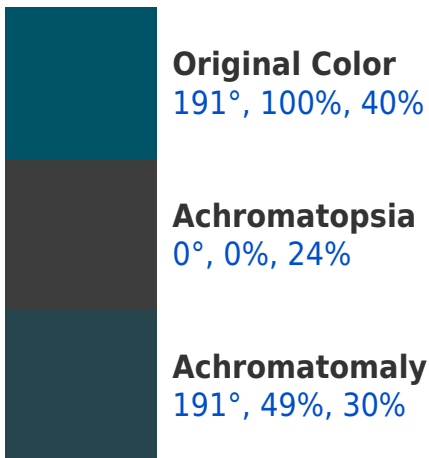 Original Color
191°, 100%, 40%
Achromatopsia
0°, 0%, 24%
Achromatomaly
191°, 49%, 30%